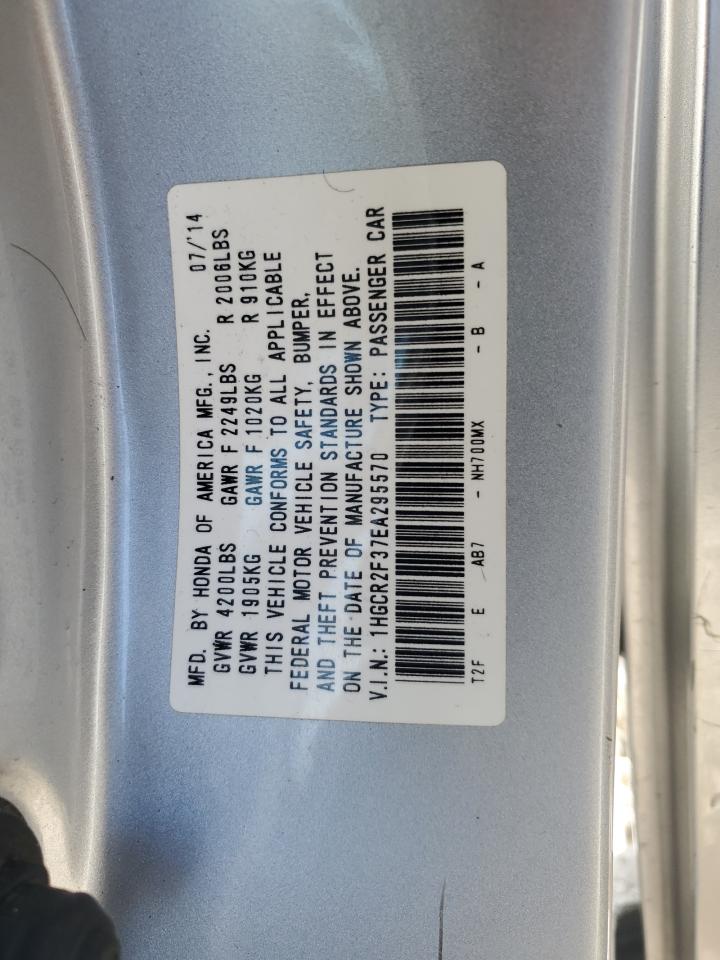 MFD. BY HONDA OF AMERICA MFG., INC. 07/'14
GVWR 4200LBS GAWR F 2249LBS R 2006LBS
GVWR 1905KG GAWR F 1020KG R 910KG
THIS VEHICLE CONFORMS TO ALL APPLICABLE
FEDERAL MOTOR VEHICLE SAFETY, BUMPER,
AND THEFT PREVENTION STANDARDS IN EFFECT
ON THE DATE OF MANUFACTURE SHOWN ABOVE.
V.I.N.: 1HGCR2F37EA295570 TYPE: PASSENGER CAR
T2F E AB7 - NH700MX - B - A